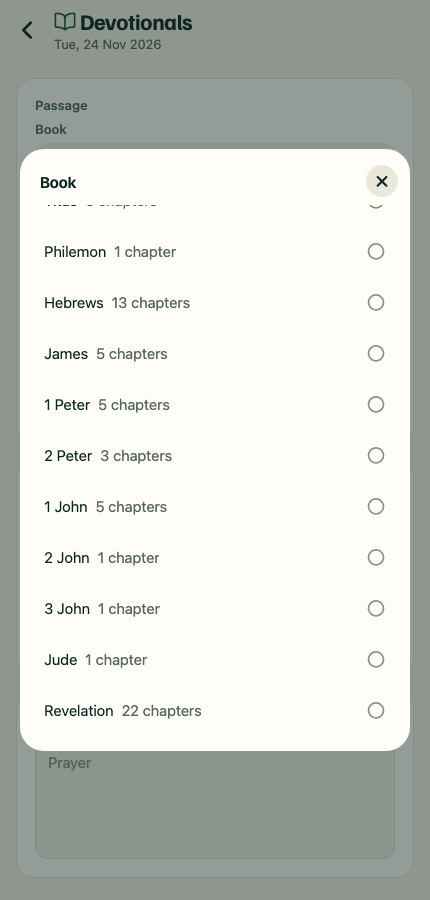 Devotionals
Tue, 24 Nov 2026
Passage
Book
Book
Philemon 1 chapter
Hebrews 13 chapters
James 5 chapters
1 Peter 5 chapters
2 Peter 3 chapters
1 John 5 chapters
2 John 1 chapter
3 John 1 chapter
Jude 1 chapter
Revelation 22 chapters
Prayer